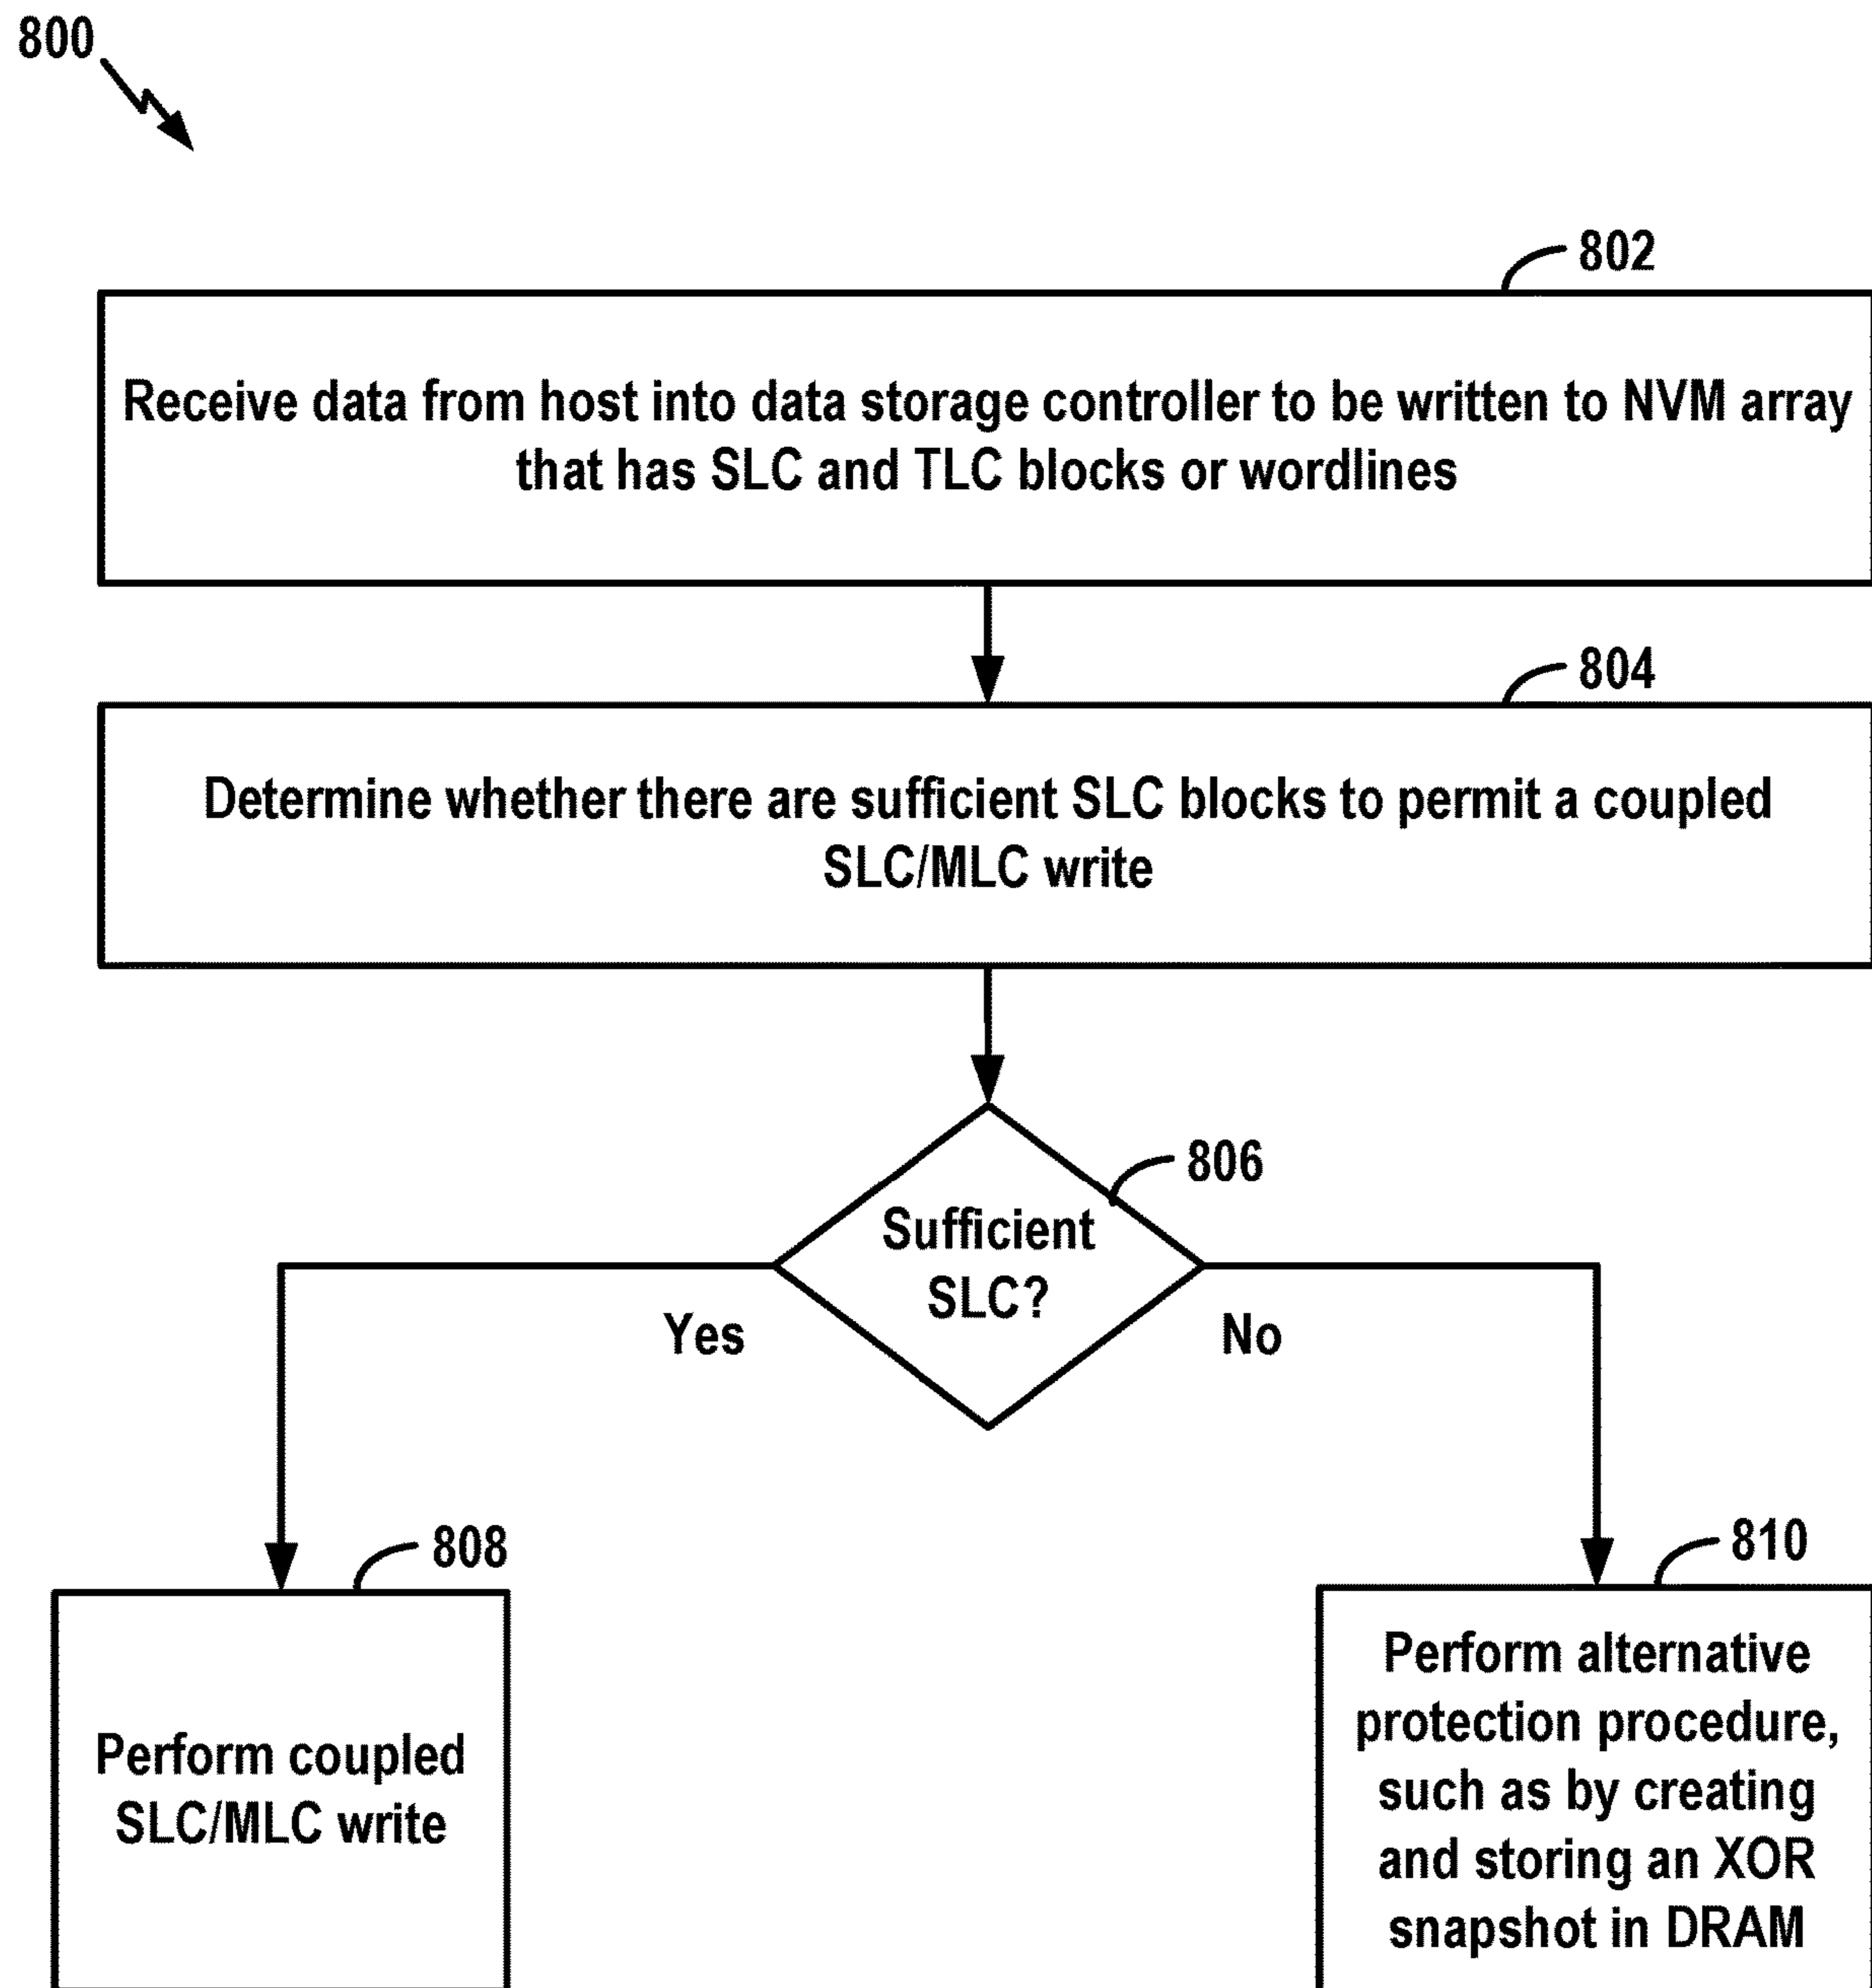 800
802
Receive data from host into data storage controller to be written to NVM array
that has SLC and TLC blocks or wordlines
804
Determine whether there are sufficient SLC blocks to permit a coupled
SLC/MLC write
806
Sufficient
SLC?
Yes
No
808
Perform coupled
SLC/MLC write
810
Perform alternative
protection procedure,
such as by creating
and storing an XOR
snapshot in DRAM